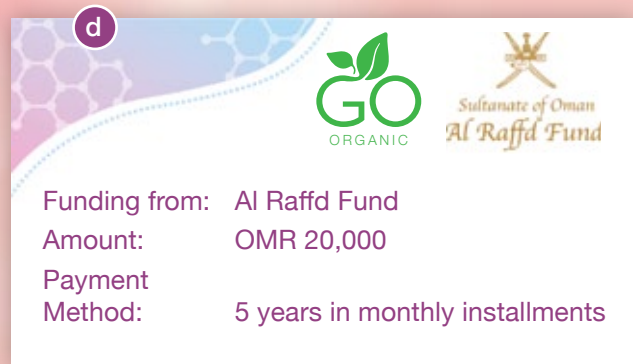 d
GO
ORGANIC
Sultanate of Oman
Al Raffd Fund
Funding from: Al Raffd Fund
Amount: OMR 20,000
Payment
Method: 5 years in monthly installments